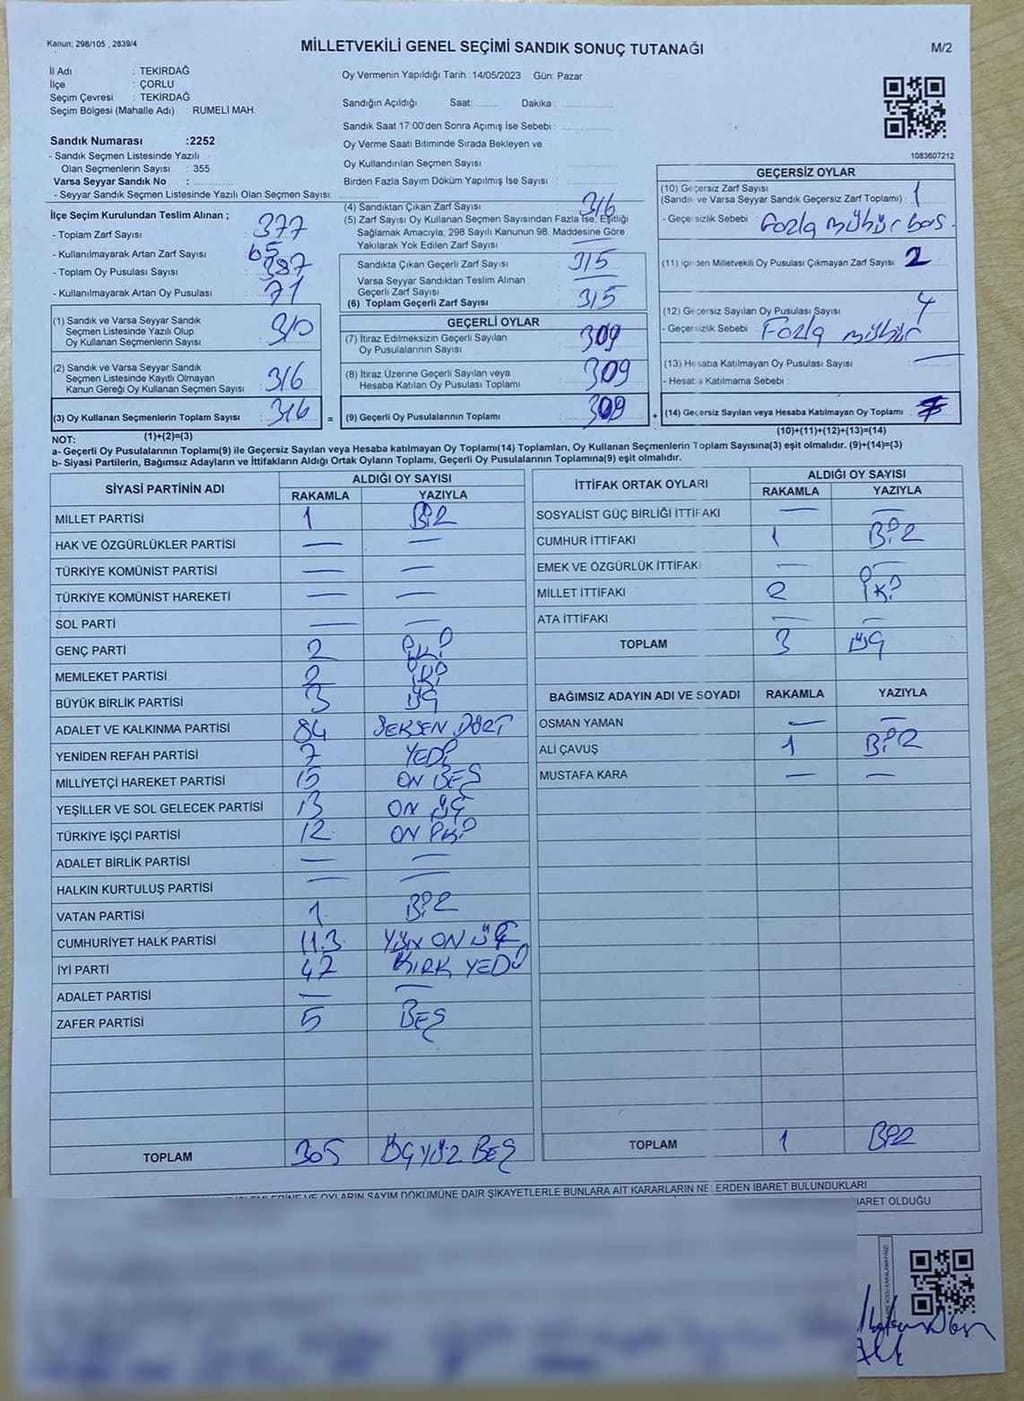 Kanun; 298/105 , 2839/4
MİLLETVEKİLİ GENEL SEÇİMİ SANDIK SONUÇ TUTANAĞI
M/2
İl Adı : TEKİRDAĞ
İlçe : ÇORLU
Seçim Çevresi : TEKİRDAĞ
Seçim Bölgesi (Mahalle Adı) : RUMELİ MAH.
Sandık Numarası :2252
- Sandık Seçmen Listesinde Yazılı
Olan Seçmenlerin Sayısı : 355
Varsa Seyyar Sandık No :
- Seyyar Sandık Seçmen Listesinde Yazılı Olan Seçmen Sayısı:
Oy Vermenin Yapıldığı Tarih : 14/05/2023 Gün: Pazar
Sandığın Açıldığı Saat: Dakika :
Sandık Saat 17:00'den Sonra Açımış İse Sebebi :
Oy Verme Saati Bitiminde Sırada Bekleyen ve
Oy Kullandırılan Seçmen Sayısı
Birden Fazla Sayım Döküm Yapılmış İse Sayısı :
1083607212
İlçe Seçim Kurulundan Teslim Alınan ;
- Toplam Zarf Sayısı : 377
- Kullanılmayarak Artan Zarf Sayısı : 65
- Toplam Oy Pusulası Sayısı : 387
- Kullanılmayarak Artan Oy Pusulası : 71
(1) Sandık ve Varsa Seyyar Sandık
Seçmen Listesinde Yazılı Olup
Oy Kullanan Seçmenlerin Sayısı :
(2) Sandık ve Varsa Seyyar Sandık
Seçmen Listesinde Kayıtlı Olmayan
Kanun Gereği Oy Kullanan Seçmen Sayısı : 316
(3) Oy Kullanan Seçmenlerin Toplam Sayısı : 316
(1)+(2)=(3)
(4) Sandıktan Çıkan Zarf Sayısı : 316
(5) Zarf Sayısı Oy Kullanan Seçmen Sayısından Fazla İse, Eşitliği
Sağlamak Amacıyla, 298 Sayılı Kanunun 98. Maddesine Göre
Yakılarak Yok Edilen Zarf Sayısı
Sandıkta Çıkan Geçerli Zarf Sayısı : 315
Varsa Seyyar Sandıktan Teslim Alınan
Geçerli Zarf Sayısı :
(6) Toplam Geçerli Zarf Sayısı : 315
GEÇERLİ OYLAR
(7) İtiraz Edilmeksizin Geçerli Sayılan
Oy Pusulalarının Sayısı : 309
(8) İtiraz Üzerine Geçerli Sayılan veya
Hesaba Katılan Oy Pusulası Toplamı : 309
= (9) Geçerli Oy Pusulalarının Toplamı : 309
GEÇERSİZ OYLAR
(10) Geçersiz Zarf Sayısı
(Sandık ve Varsa Seyyar Sandık Geçersiz Zarf Toplamı) : 1
- Geçersizlik Sebebi : Fazla mühür bas.
(11) İçinden Milletvekili Oy Pusulası Çıkmayan Zarf Sayısı : 2
(12) Geçersiz Sayılan Oy Pusulası Sayısı : 4
- Geçersizlik Sebebi : Fazla mühür
(13) Hesaba Katılmayan Oy Pusulası Sayısı : —
- Hesaba Katılmama Sebebi :
+ (14) Geçersiz Sayılan veya Hesaba Katılmayan Oy Toplamı : 7
(10)+(11)+(12)+(13)=(14)
NOT:
a- Geçerli Oy Pusulalarının Toplamı(9) ile Geçersiz Sayılan veya Hesaba katılmayan Oy Toplamı(14) Toplamları, Oy Kullanan Seçmenlerin Toplam Sayısına(3) eşit olmalıdır. (9)+(14)=(3)
b- Siyasi Partilerin, Bağımsız Adayların ve İttifakların Aldığı Ortak Oyların Toplamı, Geçerli Oy Pusulalarının Toplamına(9) eşit olmalıdır.
SİYASİ PARTİNİN ADI ALDIĞI OY SAYISI
RAKAMLA YAZIYLA
MİLLET PARTİSİ 1 BİR
HAK VE ÖZGÜRLÜKLER PARTİSİ — —
TÜRKİYE KOMÜNİST PARTİSİ — —
TÜRKİYE KOMÜNİST HAREKETİ — —
SOL PARTİ — —
GENÇ PARTİ 2 İKİ
MEMLEKET PARTİSİ 2 İKİ
BÜYÜK BİRLİK PARTİSİ 3 ÜÇ
ADALET VE KALKINMA PARTİSİ 84 SEKSEN DÖRT
YENİDEN REFAH PARTİSİ 7 YEDİ
MİLLİYETÇİ HAREKET PARTİSİ 15 ON BEŞ
YEŞİLLER VE SOL GELECEK PARTİSİ 13 ON ÜÇ
TÜRKİYE İŞÇİ PARTİSİ 12 ON İKİ
ADALET BİRLİK PARTİSİ — —
HALKIN KURTULUŞ PARTİSİ — —
VATAN PARTİSİ 1 BİR
CUMHURİYET HALK PARTİSİ 113 YÜZ ON ÜÇ
İYİ PARTİ 47 KIRK YEDİ
ADALET PARTİSİ — —
ZAFER PARTİSİ 5 BEŞ
TOPLAM 305 ÜÇYÜZ BEŞ
İTTİFAK ORTAK OYLARI ALDIĞI OY SAYISI
RAKAMLA YAZIYLA
SOSYALİST GÜÇ BİRLİĞİ İTTİFAKI — —
CUMHUR İTTİFAKI 1 BİR
EMEK VE ÖZGÜRLÜK İTTİFAKI — —
MİLLET İTTİFAKI 2 İKİ
ATA İTTİFAKI — —
TOPLAM 3 ÜÇ
BAĞIMSIZ ADAYIN ADI VE SOYADI RAKAMLA YAZIYLA
OSMAN YAMAN — —
ALİ ÇAVUŞ 1 BİR
MUSTAFA KARA — —
TOPLAM 1 BİR
VE OYLARIN SAYIM DÖKÜMÜNE DAİR ŞİKAYETLERLE BUNLARA AİT KARARLARIN NELERDEN İBARET BULUNDUKLARI
İBARET OLDUĞU